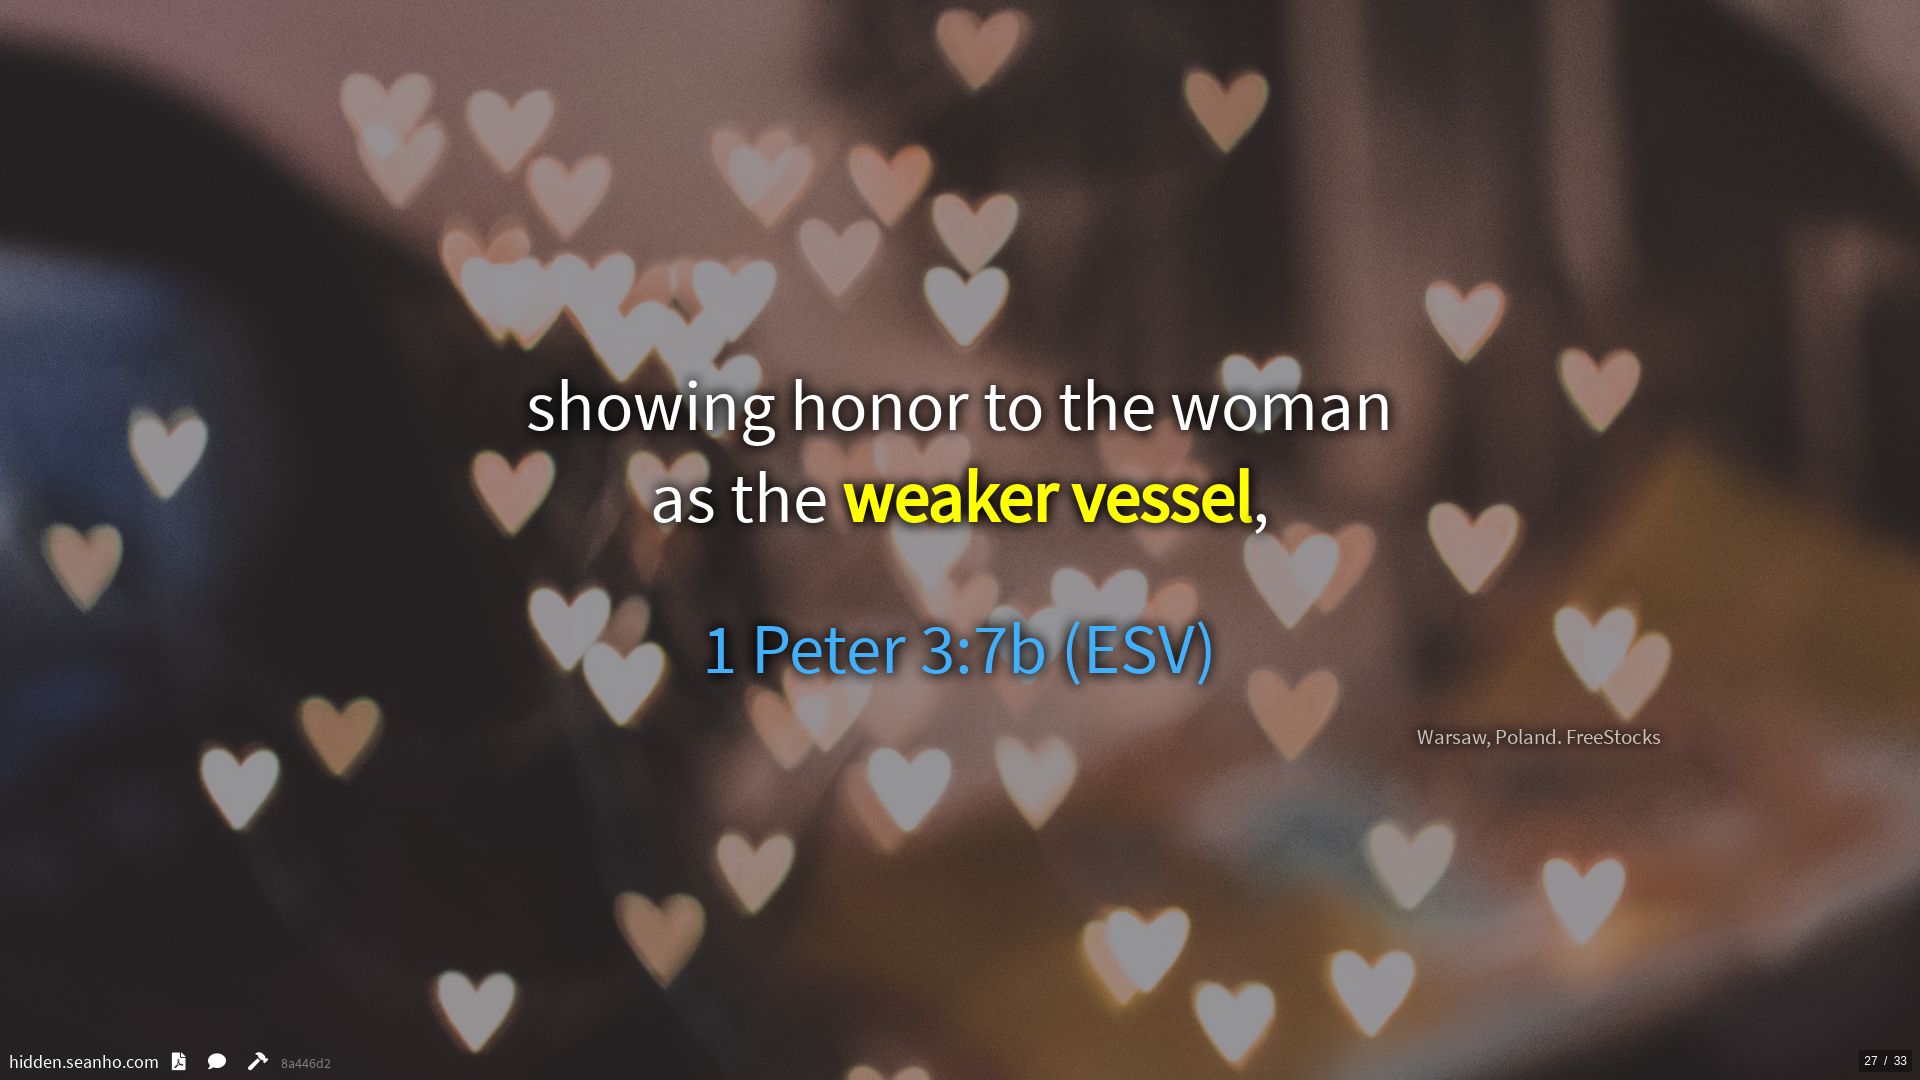 showing honor to the woman
as the weaker vessel,
1 Peter 3:7b (ESV)
Warsaw, Poland. FreeStocks
hidden.seanho.com 8a446d2
27 / 33